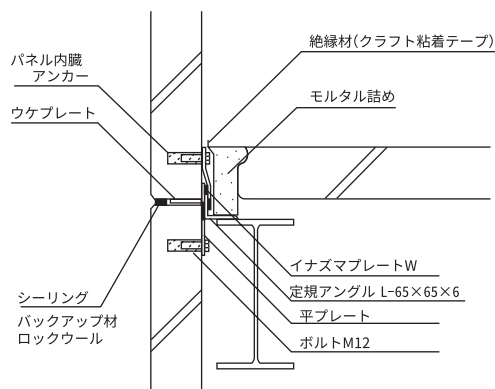 絶縁材(クラフト粘着テープ)
パネル内臓
アンカー
モルタル詰め
ウケプレート
イナズマプレートW
定規アングル L-65×65×6
シーリング
平プレート
バックアップ材
ロックウール
ボルトM12